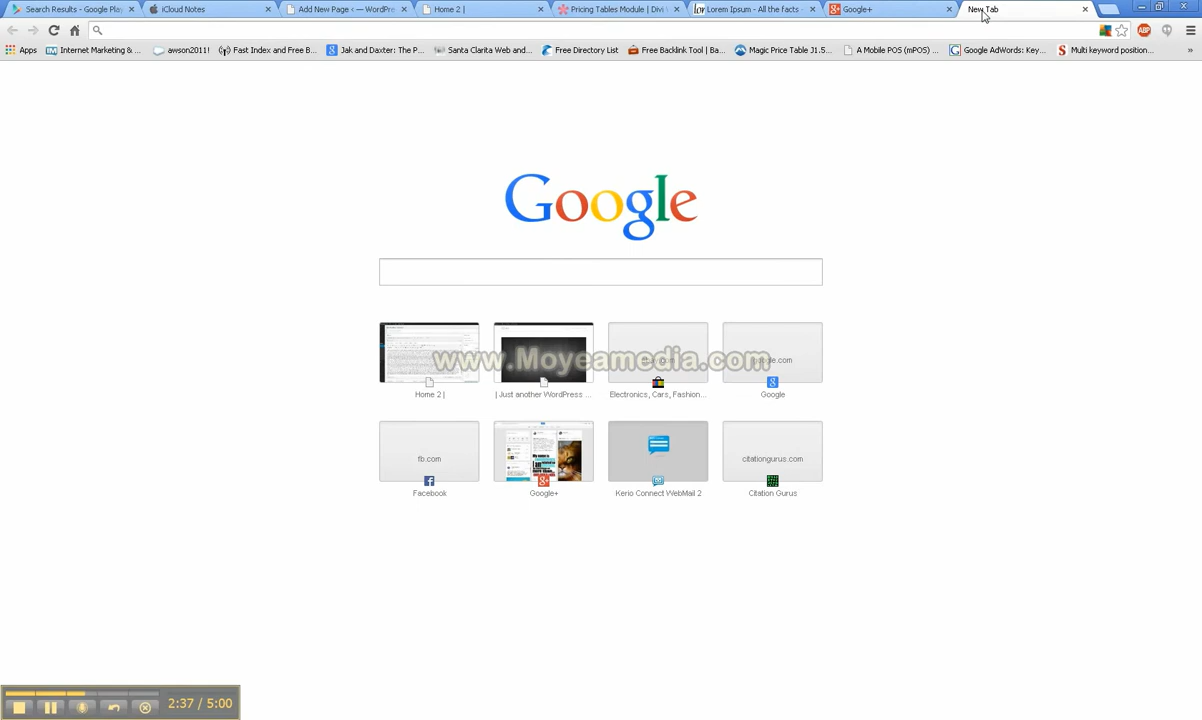 Search Results - Google Play
iCloud Notes
Add New Page < — WordPre
Home 2 |
Pricing Tables Module | Divi
Lorem Ipsum - All the facts -
Google+
New Tab
Apps
Internet Marketing & ...
awson2011!
Fast Index and Free B...
Jak and Daxter: The P...
Santa Clarita Web and...
Free Directory List
Free Backlink Tool | Ba...
Magic Price Table J1.5...
A Mobile POS (mPOS) ...
Google AdWords: Key...
Multi keyword position...
»
ABP
Google
www.Moyeamedia.com
google.com
Home 2 |
| Just another WordPress ...
Electronics, Cars, Fashion...
Google
fb.com
citationgurus.com
Facebook
Google+
Kerio Connect WebMail 2
Citation Gurus
2:37 / 5:00